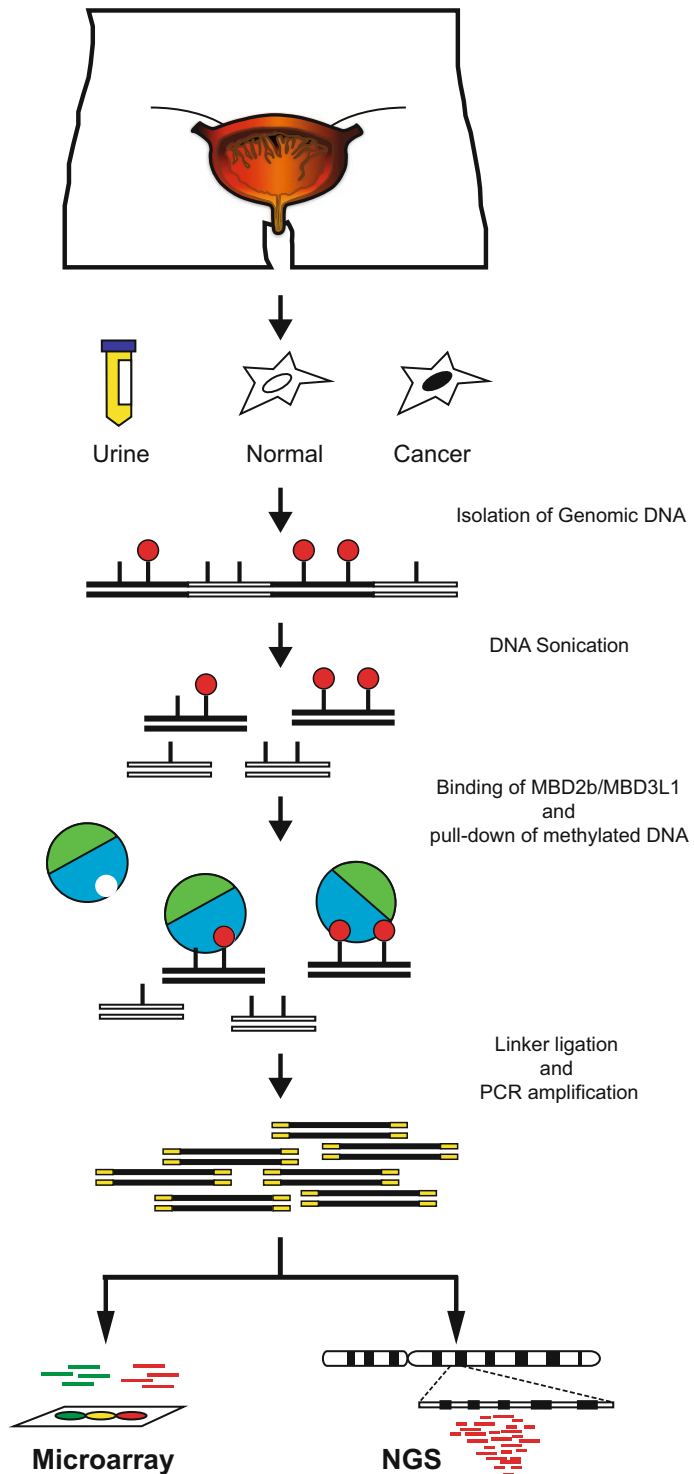 Urine
Normal
Cancer
Isolation of Genomic DNA
DNA Sonication
Binding of MBD2b/MBD3L1
and
pull-down of methylated DNA
Linker ligation
and
PCR amplification
Microarray
NGS